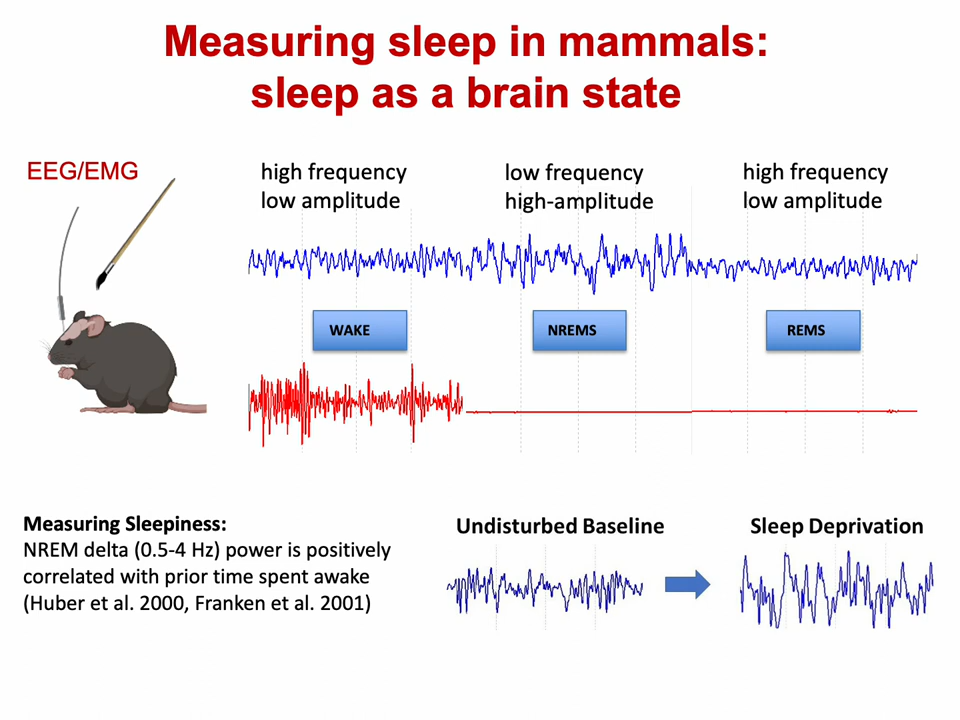 Measuring sleep in mammals:
sleep as a brain state
EEG/EMG
high frequency
low amplitude
low frequency
high-amplitude
high frequency
low amplitude
WAKE
NREMS
REMS
Measuring Sleepiness:
NREM delta (0.5-4 Hz) power is positively
correlated with prior time spent awake
(Huber et al. 2000, Franken et al. 2001)
Undisturbed Baseline
Sleep Deprivation